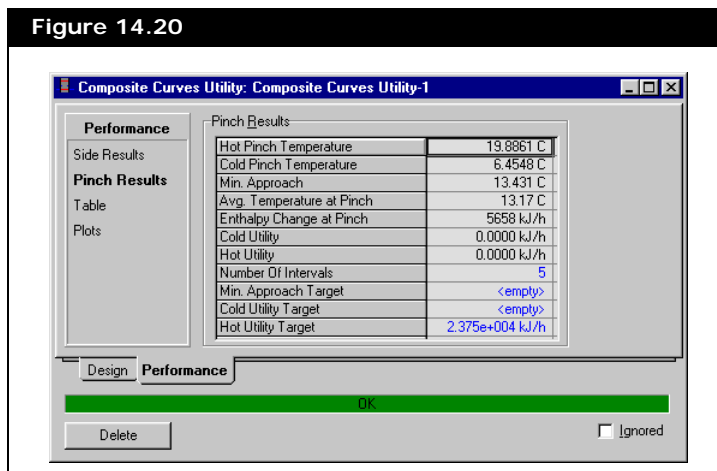 Figure 14.20
Composite Curves Utility: Composite Curves Utility-1
Performance
Side Results
Pinch Results
Table
Plots
Pinch Results
Hot Pinch Temperature 19.8861 C
Cold Pinch Temperature 6.4548 C
Min. Approach 13.431 C
Avg. Temperature at Pinch 13.17 C
Enthalpy Change at Pinch 5658 kJ/h
Cold Utility 0.0000 kJ/h
Hot Utility 0.0000 kJ/h
Number Of Intervals 5
Min. Approach Target <empty>
Cold Utility Target <empty>
Hot Utility Target 2.375e+004 kJ/h
Design Performance
OK
Delete Ignored